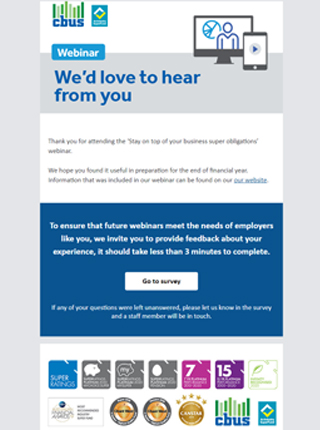 cbus
Webinar
We'd love to hear
from you
Thank you for attending the 'Stay on top of your business super obligations'
webinar.
We hope you found it useful in preparation for the end of financial year.
Information that was included in our webinar can be found on our our website.
To ensure that future webinars meet the needs of employers
like you, we invite you to provide feedback about your
experience, it should take less than 3 minutes to complete.
Go to survey
If any of your questions were left unanswered, please let us know in the survey
and a staff member will be in touch.
SUPER
RATINGS
my
7
15
CANSTAR
cbus